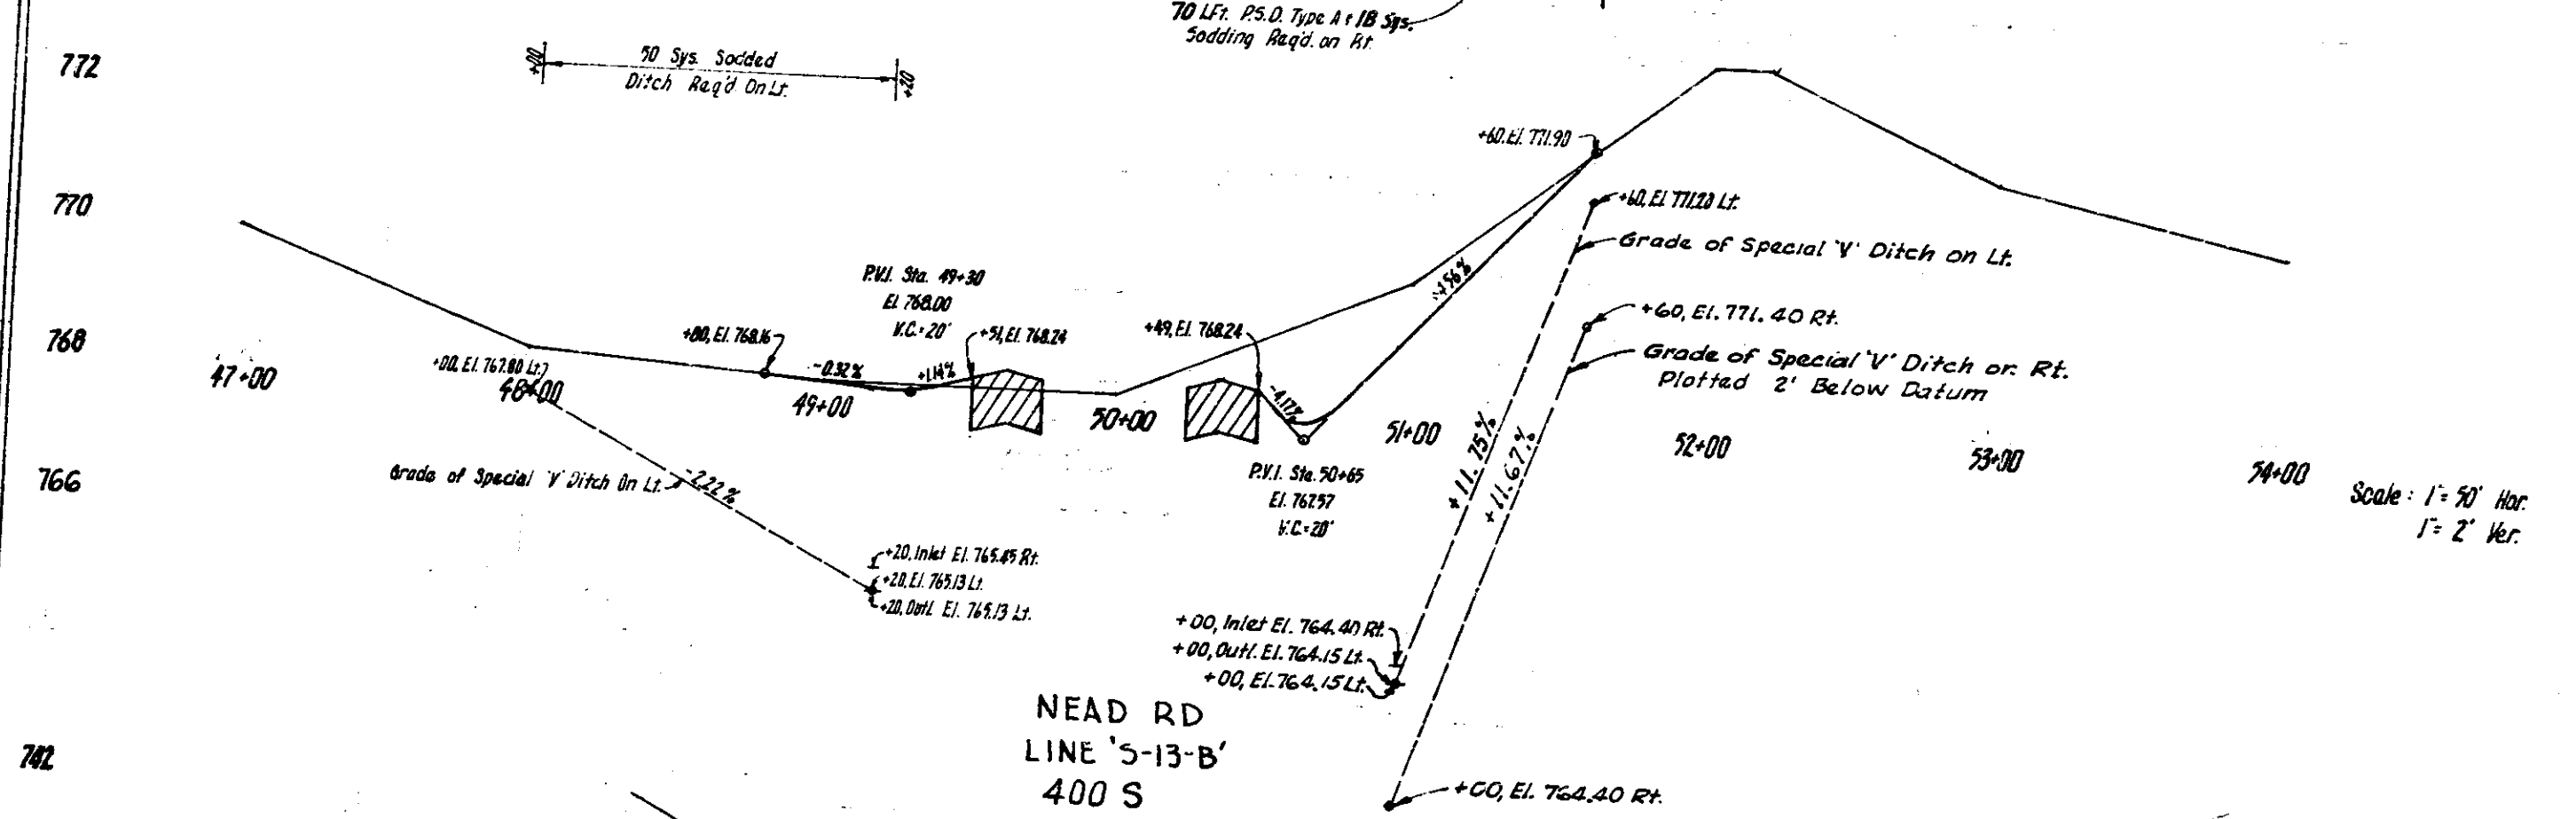 70 LFt. P.S.D. Type A & 1B Sys.
Sodding Req'd. on Rt.
772
+00
50 Sys. Sodded
Ditch Req'd On Lt.
+20
+60.El. 771.90
770
+60, El. 771.20 Lt.
Grade of Special 'V' Ditch on Lt.
P.V.I. Sta. 49+30
El. 768.00
V.C.=20'
+4.56%
+60, El. 771.40 Rt.
768
+80, El. 768.16
+51, El. 768.24
+49, El. 768.24
Grade of Special 'V' Ditch on Rt.
Plotted 2' Below Datum
47+00
+00, El. 767.80 Lt.
48+00
-0.32%
+1.14%
49+00
50+00
-4.17%
51+00
52+00
53+00
54+00
766
Grade of Special 'V' Ditch On Lt.
-2.22%
P.V.I. Sta. 50+65
El. 767.57
V.C.=20'
+11.75%
+11.67%
Scale: 1"= 50' Hor.
1"= 2' Ver.
+20, Inlet El. 765.45 Rt.
+20, El. 765.13 Lt.
+20, Outl. El. 765.13 Lt.
+00, Inlet El. 764.40 Rt.
+00, Outl. El. 764.15 Lt.
+00, El. 764.15 Lt.
NEAD RD
LINE 'S-13-B'
400 S
742
+00, El. 764.40 Rt.